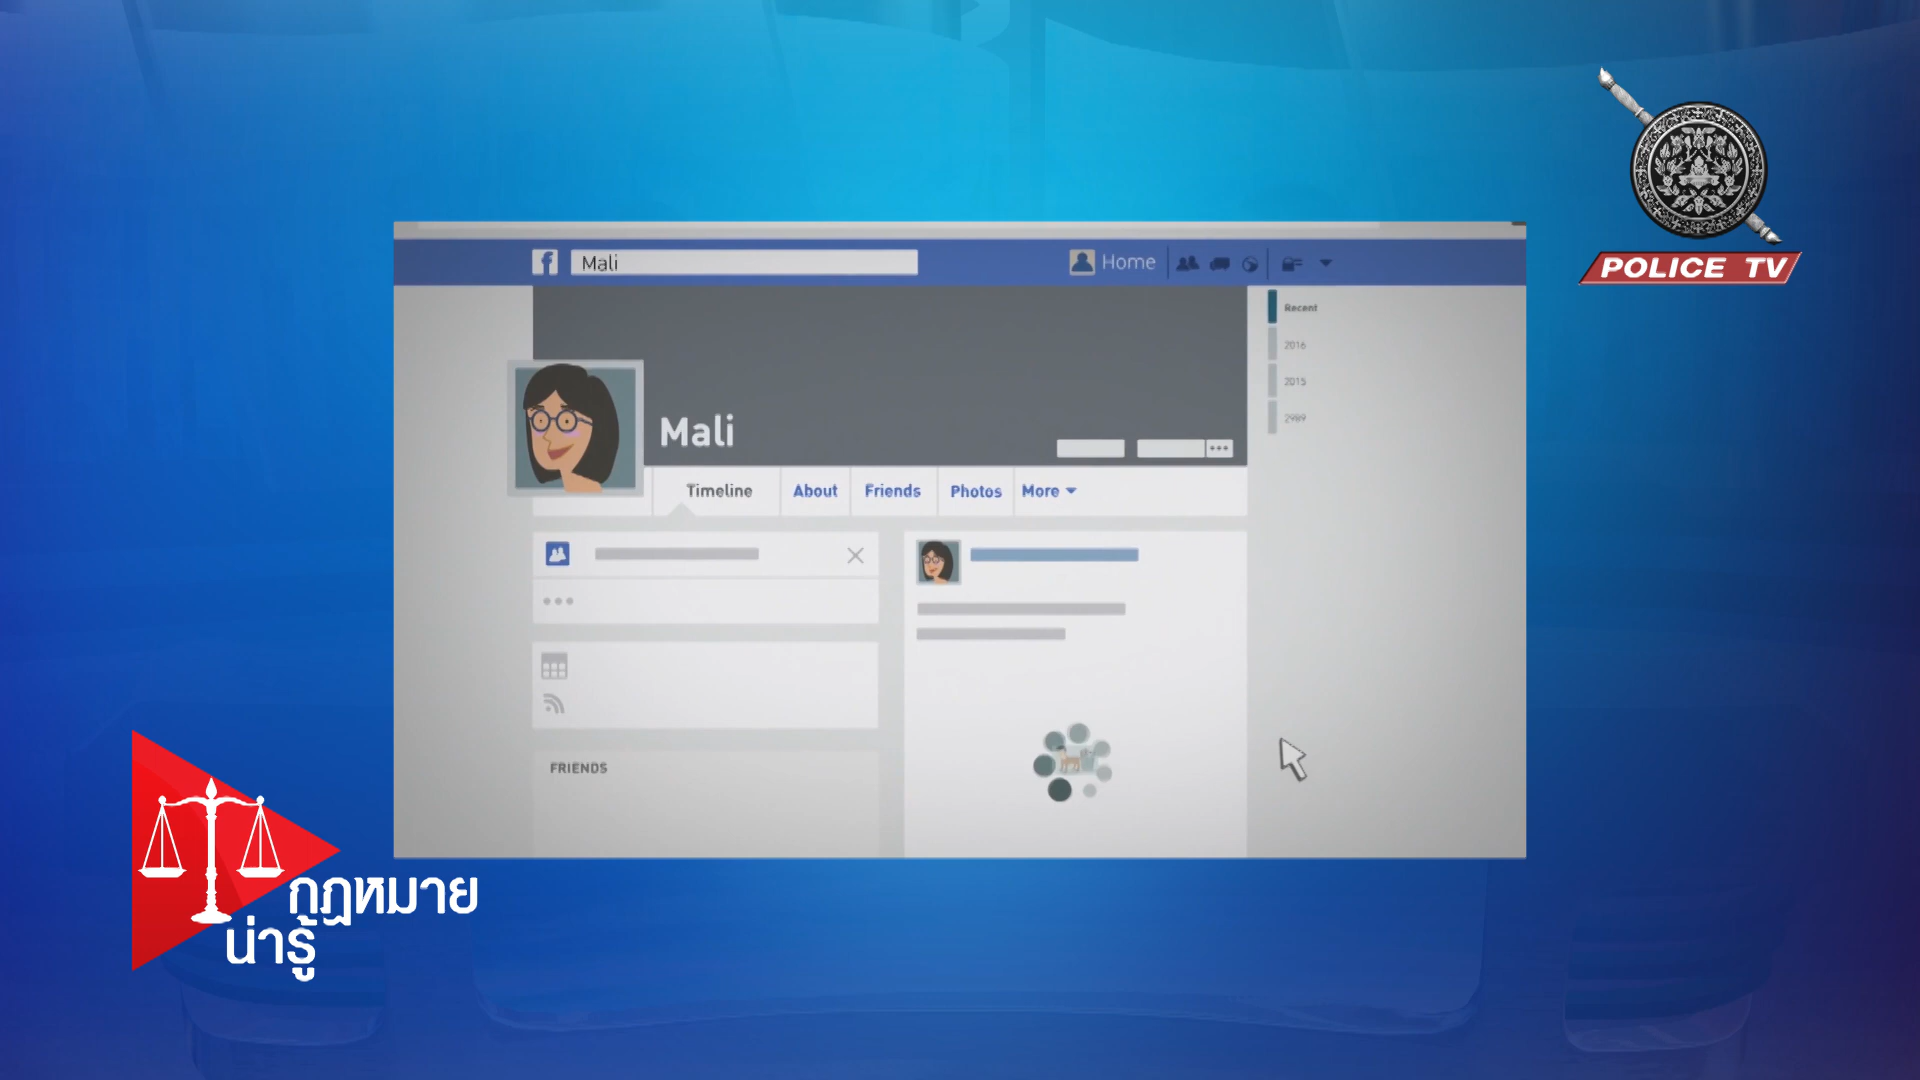 POLICE TV
f
Mali
Home
Recent
2016
2015
2989
Mali
...
Timeline
About
Friends
Photos
More
FRIENDS
กฎหมาย
น่ารู้